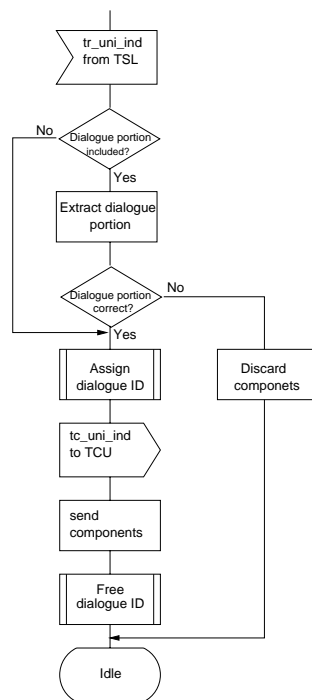 tr_uni_ind
from TSL
No
Dialogue portion
included?
Yes
Extract dialogue
portion
Dialogue portion
correct?
No
Yes
Assign
dialogue ID
Discard
componets
tc_uni_ind
to TCU
send
components
Free
dialogue ID
Idle